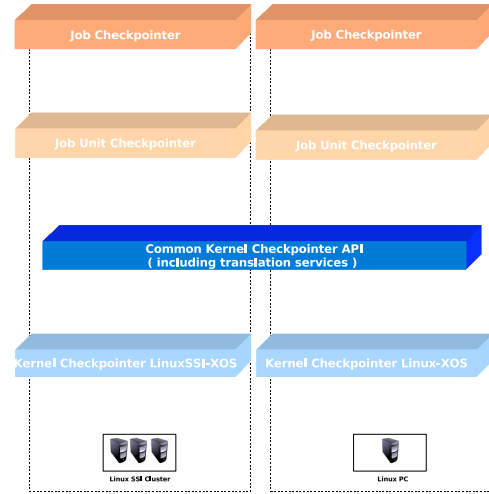 Job Checkpointer
Job Checkpointer
Job Unit Checkpointer
Job Unit Checkpointer
Common Kernel Checkpointer API
( including translation services )
Kernel Checkpointer LinuxSSI-XOS
Kernel Checkpointer Linux-XOS
Linux SSI Cluster
Linux PC